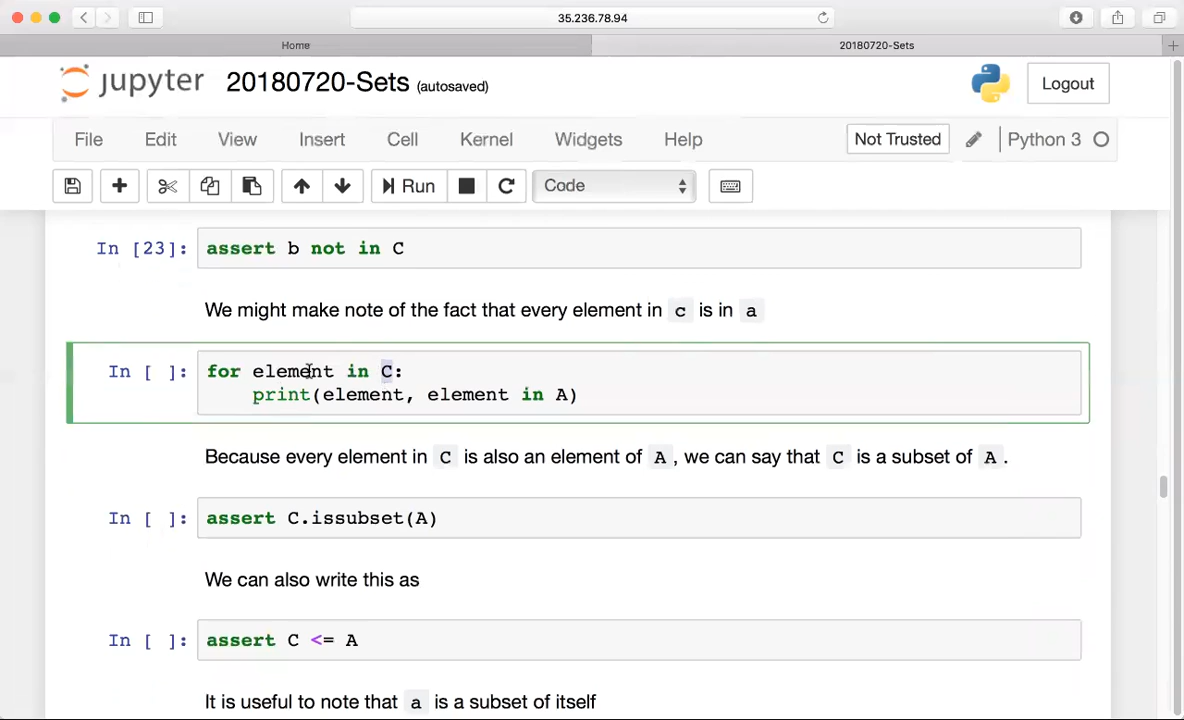 35.236.78.94
Home
20180720-Sets
jupyter 20180720-Sets (autosaved)
Logout
File Edit View Insert Cell Kernel Widgets Help
Not Trusted
Python 3
Run
Code
In [23]: assert b not in C
We might make note of the fact that every element in c is in a
In [ ]: for element in C:
print(element, element in A)
Because every element in C is also an element of A, we can say that C is a subset of A.
In [ ]: assert C.issubset(A)
We can also write this as
In [ ]: assert C <= A
It is useful to note that a is a subset of itself